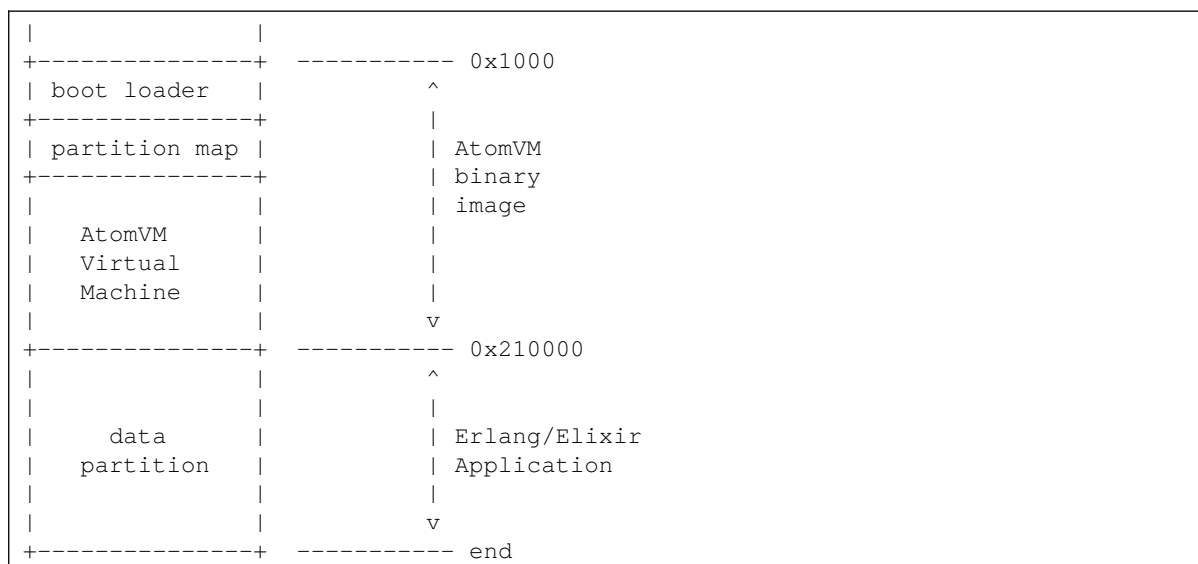 |               |
+---------------+  ----------- 0x1000
| boot loader   |           ^
+---------------+           |
| partition map |           | AtomVM
+---------------+           | binary
|               |           | image
|   AtomVM      |           |
|   Virtual     |           |
|   Machine     |           |
|               |           v
+---------------+  ----------- 0x210000
|               |           ^
|               |           |
|     data      |           | Erlang/Elixir
|   partition   |           | Application
|               |           |
|               |           v
+---------------+  ----------- end